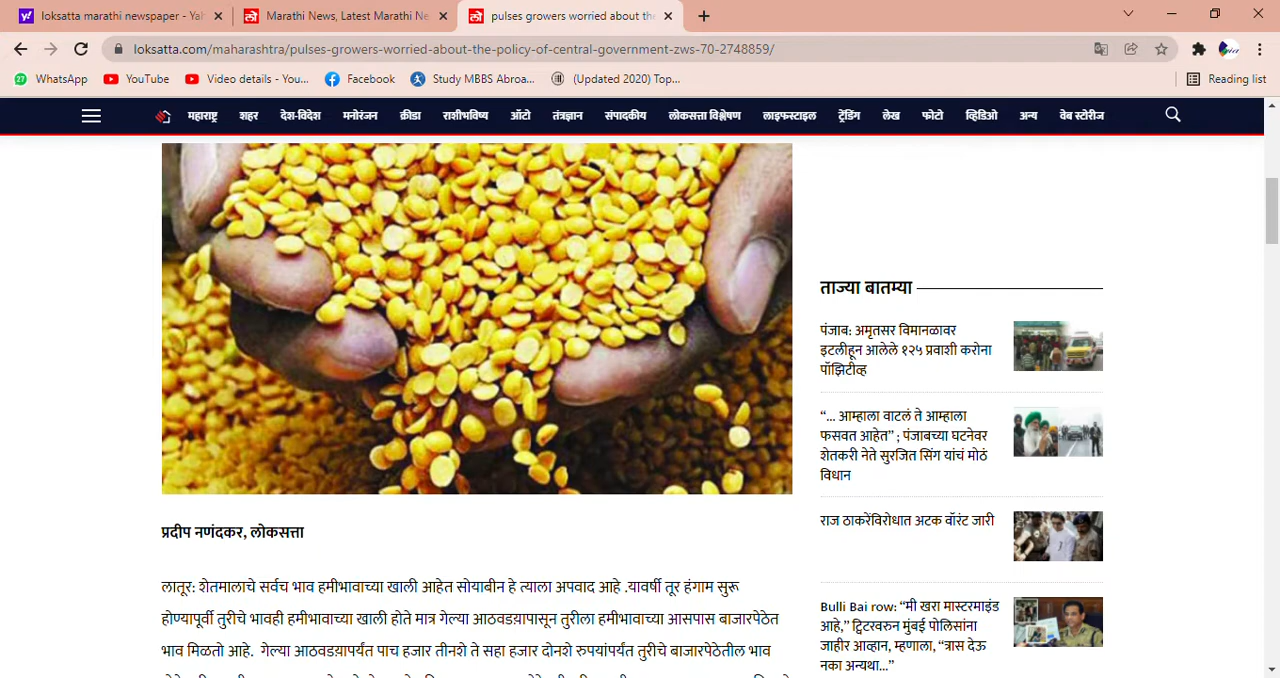 loksatta marathi newspaper - Yah
Marathi News, Latest Marathi Ne
pulses growers worried about the
loksatta.com/maharashtra/pulses-growers-worried-about-the-policy-of-central-government-zws-70-2748859/
27 WhatsApp YouTube Video details - You... Facebook Study MBBS Abroa... (Updated 2020) Top... Reading list
महाराष्ट्र शहर देश-विदेश मनोरंजन क्रीडा राशीभविष्य ऑटो तंत्रज्ञान संपादकीय लोकसत्ता विश्लेषण लाइफस्टाइल ट्रेंडिंग लेख फोटो व्हिडिओ अन्य वेब स्टोरीज
प्रदीप नणंदकर, लोकसत्ता
लातूर: शेतमालाचे सर्वच भाव हमीभावाच्या खाली आहेत सोयाबीन हे त्याला अपवाद आहे .यावर्षी तूर हंगाम सुरू
होण्यापूर्वी तुरीचे भावही हमीभावाच्या खाली होते मात्र गेल्या आठवडय़ापासून तुरीला हमीभावाच्या आसपास बाजारपेठेत
भाव मिळतो आहे. गेल्या आठवडय़ापर्यंत पाच हजार तीनशे ते सहा हजार दोनशे रुपयांपर्यंत तुरीचे बाजारपेठेतील भाव
ताज्या बातम्या
पंजाब: अमृतसर विमानळावर
इटलीहून आलेले १२५ प्रवाशी करोना
पॉझिटीव्ह
“... आम्हाला वाटलं ते आम्हाला
फसवत आहेत” ; पंजाबच्या घटनेवर
शेतकरी नेते सुरजित सिंग यांचं मोठं
विधान
राज ठाकरेंविरोधात अटक वॉरंट जारी
Bulli Bai row: “मी खरा मास्टरमाइंड
आहे,” ट्विटरवरुन मुंबई पोलिसांना
जाहीर आव्हान, म्हणाला, “त्रास देऊ
नका अन्यथा...”